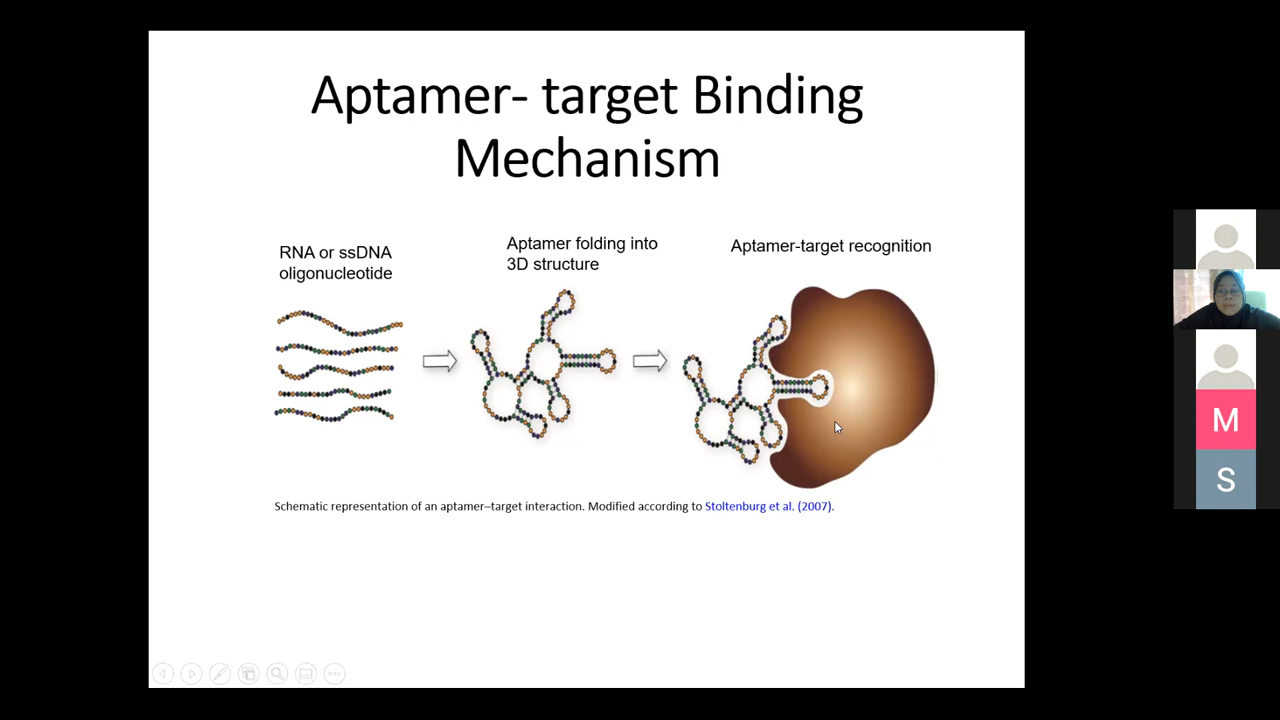 Aptamer- target Binding
Mechanism
RNA or ssDNA
oligonucleotide
Aptamer folding into
3D structure
Aptamer-target recognition
Schematic representation of an aptamer–target interaction. Modified according to Stoltenburg et al. (2007).
M
S